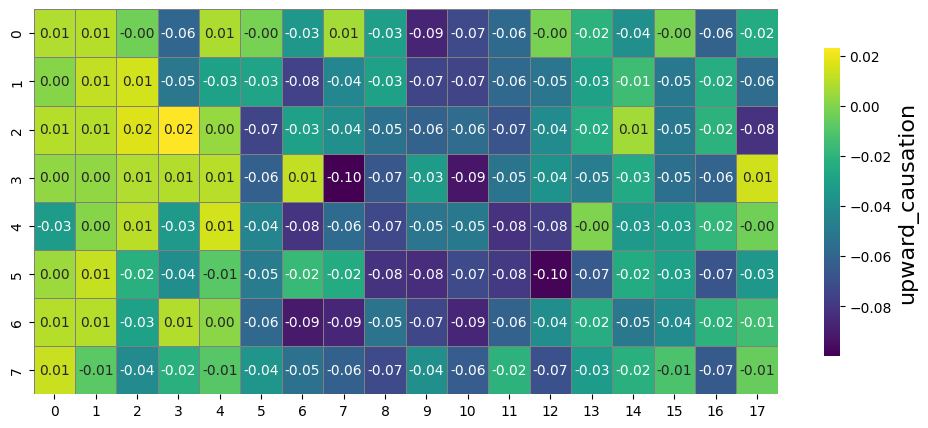 0 0.01 0.01 -0.00 -0.06 0.01 -0.00 -0.03 0.01 -0.03 -0.09 -0.07 -0.06 -0.00 -0.02 -0.04 -0.00 -0.06 -0.02
1 0.00 0.01 0.01 -0.05 -0.03 -0.03 -0.08 -0.04 -0.03 -0.07 -0.07 -0.05 -0.05 -0.03 -0.01 -0.05 -0.02 -0.06
2 0.01 0.01 0.02 0.02 0.00 -0.07 -0.03 -0.04 -0.05 -0.06 -0.06 -0.07 -0.04 -0.02 0.01 -0.05 -0.02 -0.08
3 0.00 0.00 0.01 0.01 0.01 -0.06 0.01 -0.10 -0.07 -0.03 -0.09 -0.05 -0.04 -0.05 -0.03 -0.05 -0.06 0.01
4 -0.03 0.00 0.01 -0.03 0.01 -0.04 -0.08 -0.06 -0.07 -0.05 -0.05 -0.08 -0.08 -0.00 -0.03 -0.03 -0.02 -0.00
5 0.00 0.01 -0.02 -0.04 -0.01 -0.05 -0.02 -0.02 -0.08 -0.08 -0.07 -0.08 -0.10 -0.07 -0.02 -0.03 -0.07 -0.03
6 0.01 0.01 -0.03 0.01 0.00 -0.06 -0.09 -0.09 -0.05 -0.07 -0.09 -0.06 -0.04 -0.02 -0.05 -0.04 -0.02 -0.01
7 0.01 -0.01 -0.04 -0.02 -0.01 -0.04 -0.05 -0.06 -0.07 -0.04 -0.06 -0.02 -0.07 -0.03 -0.02 -0.01 -0.07 -0.01
0 1 2 3 4 5 6 7 8 9 10 11 12 13 14 15 16 17
0.02
0.00
−0.02
−0.04
−0.06
−0.08
upward_causation